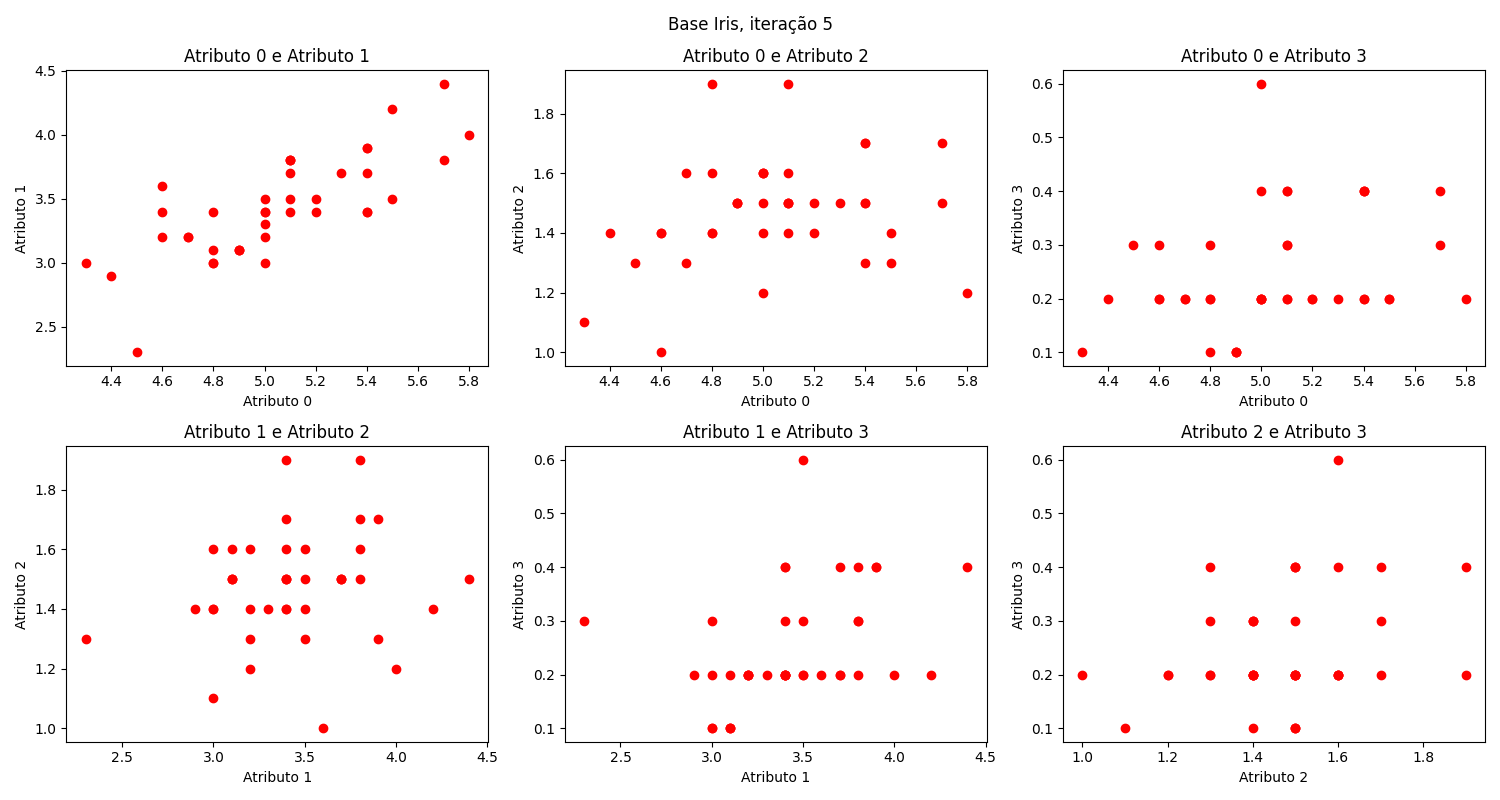 Base Iris, iteração 5
Atributo 0 e Atributo 1
4.5
4.0
3.5
3.0
2.5
Atributo 1
4.4 4.6 4.8 5.0 5.2 5.4 5.6 5.8
Atributo 0
Atributo 0 e Atributo 2
1.8
1.6
1.4
1.2
1.0
Atributo 2
4.4 4.6 4.8 5.0 5.2 5.4 5.6 5.8
Atributo 0
Atributo 0 e Atributo 3
0.6
0.5
0.4
0.3
0.2
0.1
Atributo 3
4.4 4.6 4.8 5.0 5.2 5.4 5.6 5.8
Atributo 0
Atributo 1 e Atributo 2
1.8
1.6
1.4
1.2
1.0
Atributo 2
2.5 3.0 3.5 4.0 4.5
Atributo 1
Atributo 1 e Atributo 3
0.6
0.5
0.4
0.3
0.2
0.1
Atributo 3
2.5 3.0 3.5 4.0 4.5
Atributo 1
Atributo 2 e Atributo 3
0.6
0.5
0.4
0.3
0.2
0.1
Atributo 3
1.0 1.2 1.4 1.6 1.8
Atributo 2